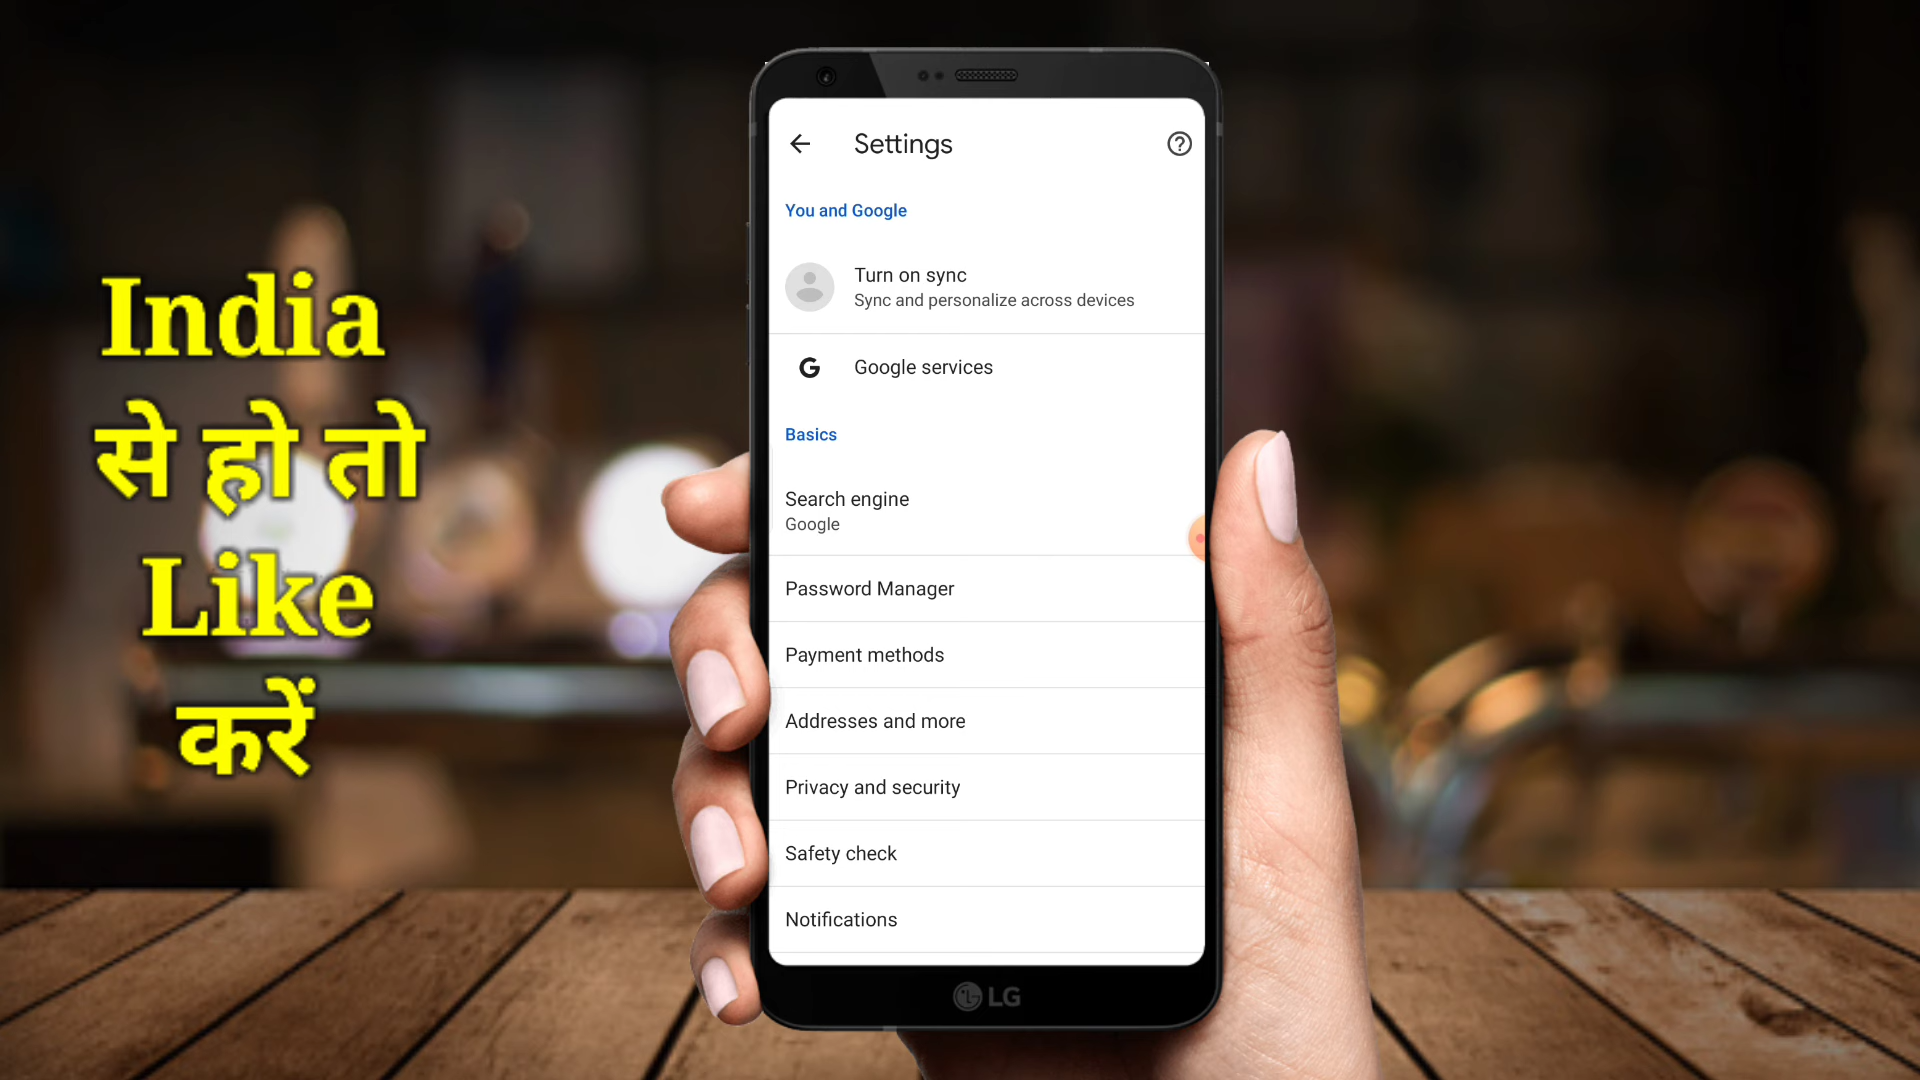 India
से हो तो
Like
करें
Settings
You and Google
Turn on sync
Sync and personalize across devices
Google services
Basics
Search engine
Google
Password Manager
Payment methods
Addresses and more
Privacy and security
Safety check
Notifications
LG